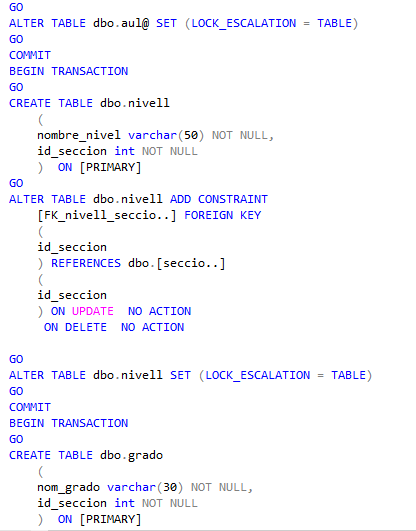 GO
ALTER TABLE dbo.aul@ SET (LOCK_ESCALATION = TABLE)
GO
COMMIT
BEGIN TRANSACTION
GO
CREATE TABLE dbo.nivell
(
nombre_nivel varchar(50) NOT NULL,
id_seccion int NOT NULL
) ON [PRIMARY]
GO
ALTER TABLE dbo.nivell ADD CONSTRAINT
[FK_nivell_seccio..] FOREIGN KEY
(
id_seccion
) REFERENCES dbo.[seccio..]
(
id_seccion
) ON UPDATE NO ACTION
ON DELETE NO ACTION
GO
ALTER TABLE dbo.nivell SET (LOCK_ESCALATION = TABLE)
GO
COMMIT
BEGIN TRANSACTION
GO
CREATE TABLE dbo.grado
(
nom_grado varchar(30) NOT NULL,
id_seccion int NOT NULL
) ON [PRIMARY]